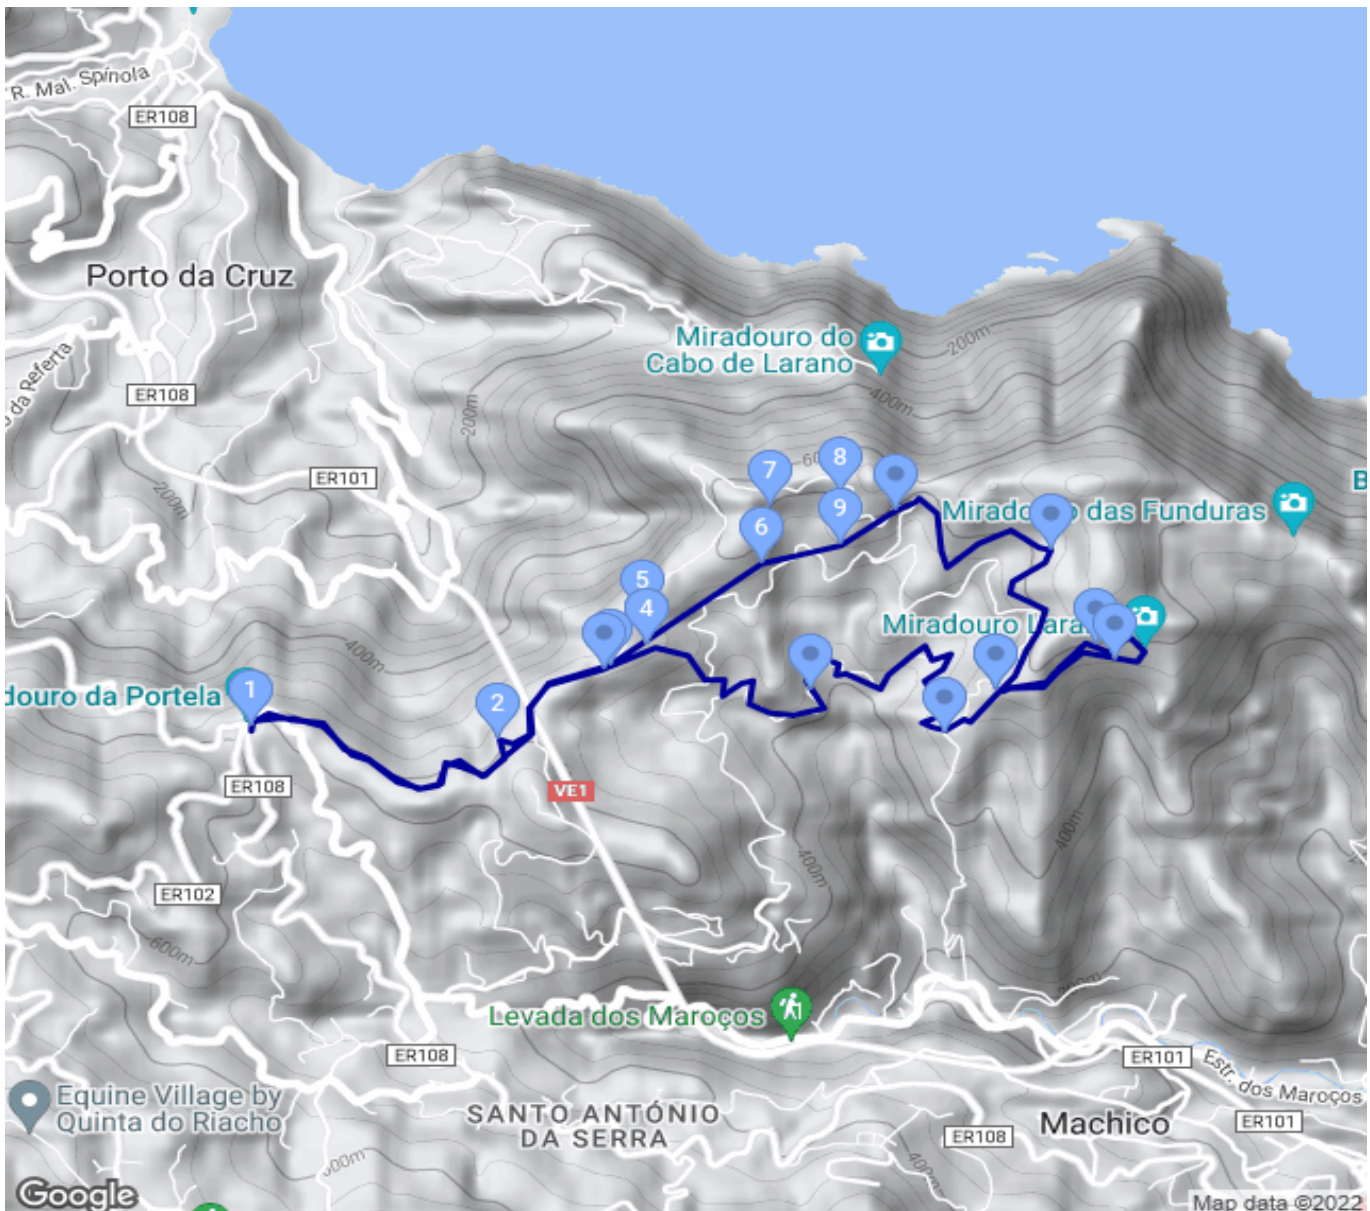 R. Mal. Spínola
ER108
Porto da Cruz
da Referta
ER108
200m
ER101
200m
Miradouro do
Cabo de Larano
200m
400m
7
8
6
9
Miradouro das Funduras
B
5
4
Miradouro Lara
400m
douro da Portela
1
2
ER108
VE1
400m
400m
ER102
600m
Levada dos Maroços
ER108
ER101
Estr. dos Maroços
Equine Village by
Quinta do Riacho
SANTO ANTÓNIO
DA SERRA
Machico
ER101
ER108
400m
Google
Map data ©2022